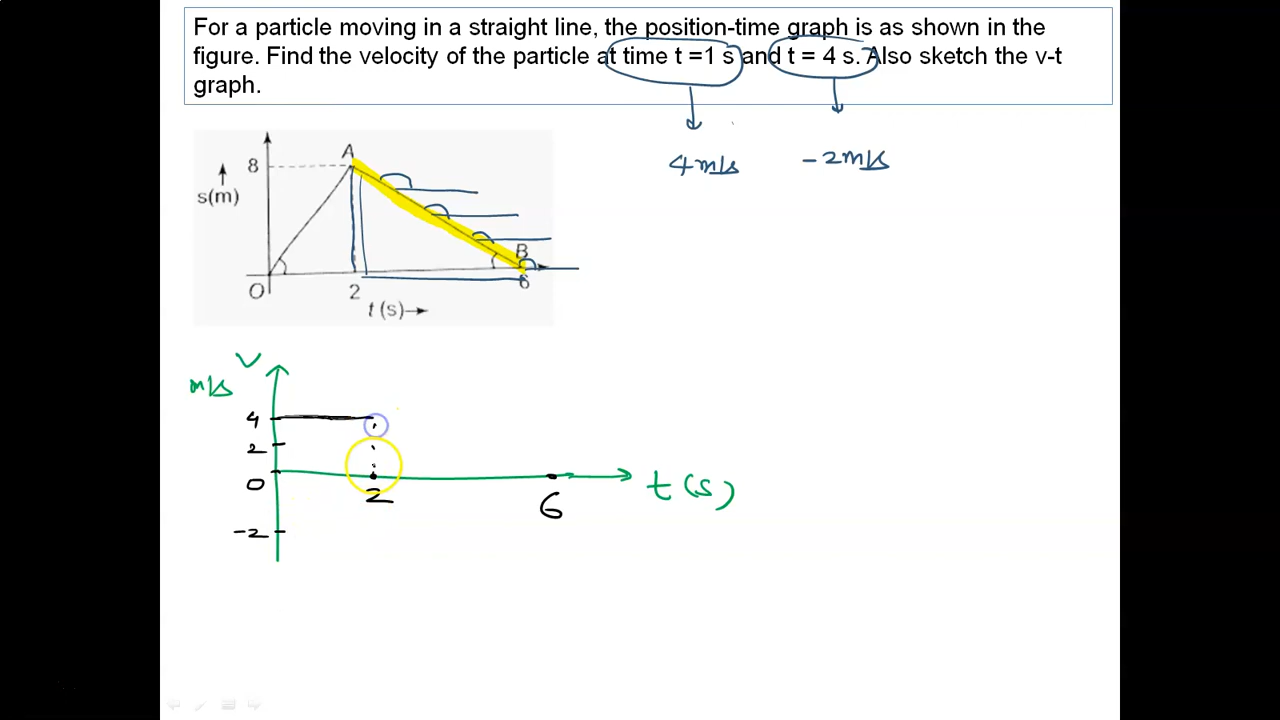 For a particle moving in a straight line, the position-time graph is as shown in the
figure. Find the velocity of the particle at time t =1 s and t = 4 s. Also sketch the v-t
graph.
4 m/s
-2 m/s
A
8
s(m)
B
O
2
6
t (s)
V
m/s
4
2
0
-2
2
6
t (s)